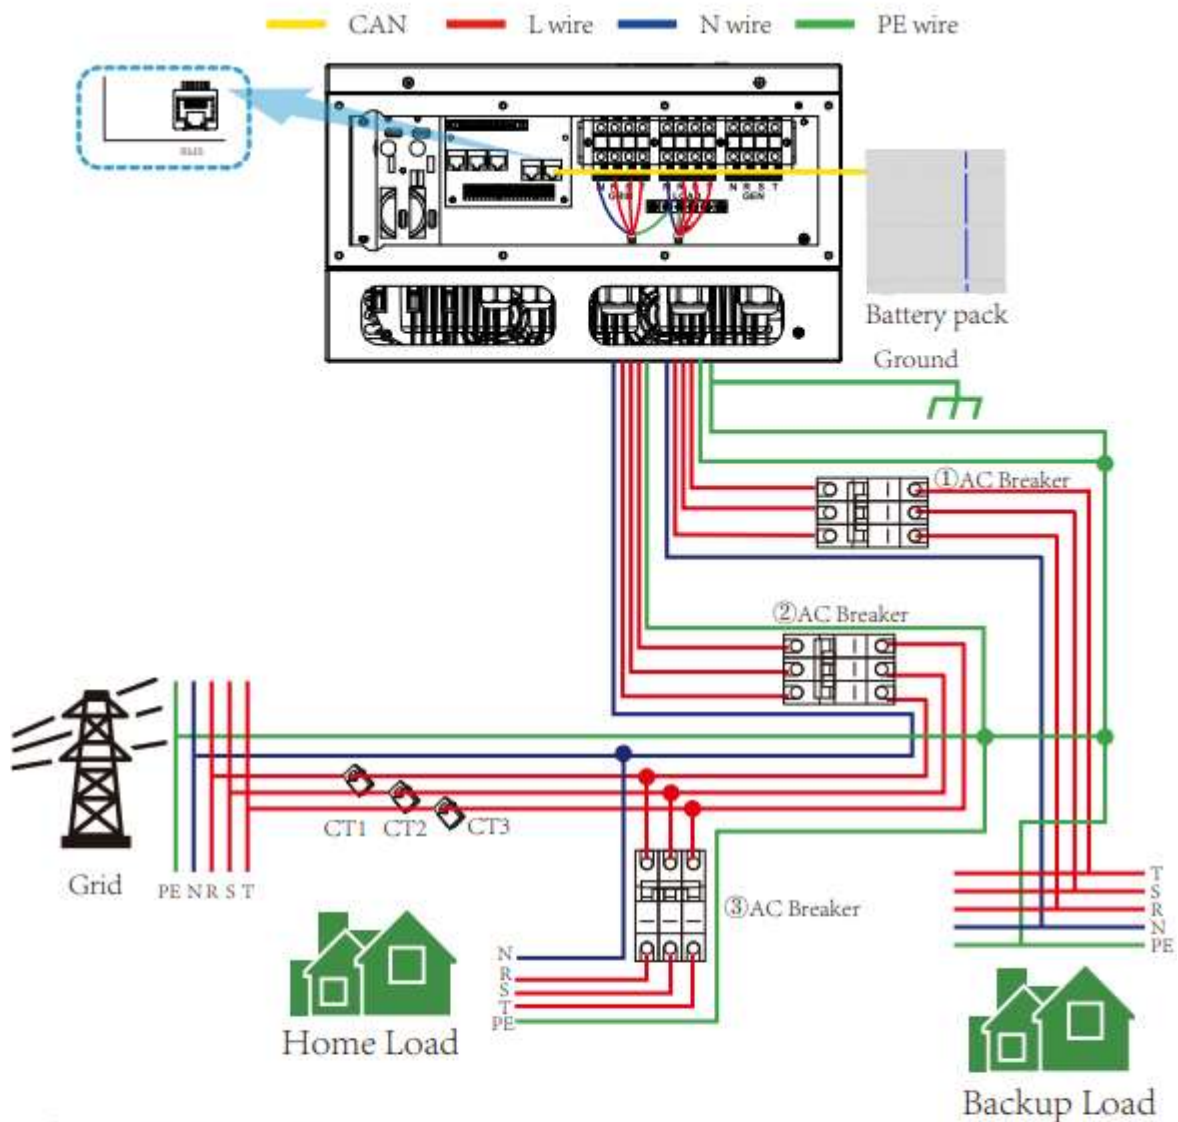 CAN L wire N wire PE wire
N R S T
GEN
Battery pack
Ground
①AC Breaker
②AC Breaker
CT1 CT2 CT3
Grid
PE N R S T
③AC Breaker
T
S
R
N
PE
N
R
S
T
PE
Home Load
Backup Load